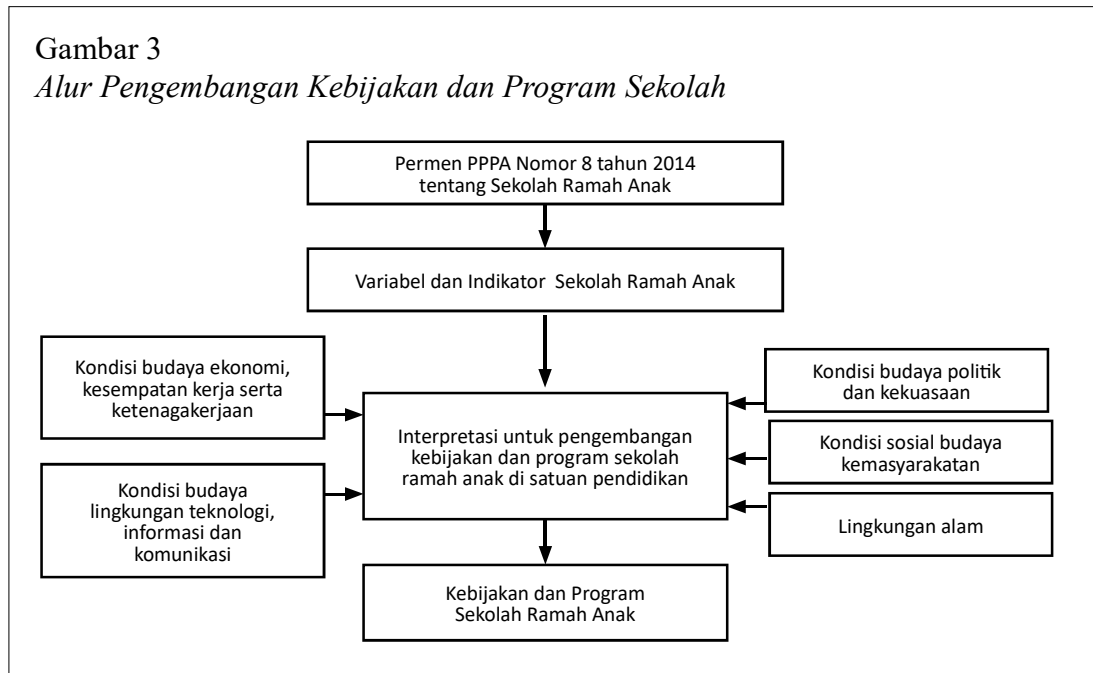 Gambar 3
Alur Pengembangan Kebijakan dan Program Sekolah
Permen PPPA Nomor 8 tahun 2014
tentang Sekolah Ramah Anak
Variabel dan Indikator Sekolah Ramah Anak
Kondisi budaya ekonomi,
kesempatan kerja serta
ketenagakerjaan
Kondisi budaya politik
dan kekuasaan
Interpretasi untuk pengembangan
kebijakan dan program sekolah
ramah anak di satuan pendidikan
Kondisi sosial budaya
kemasyarakatan
Kondisi budaya
lingkungan teknologi,
informasi dan
komunikasi
Lingkungan alam
Kebijakan dan Program
Sekolah Ramah Anak